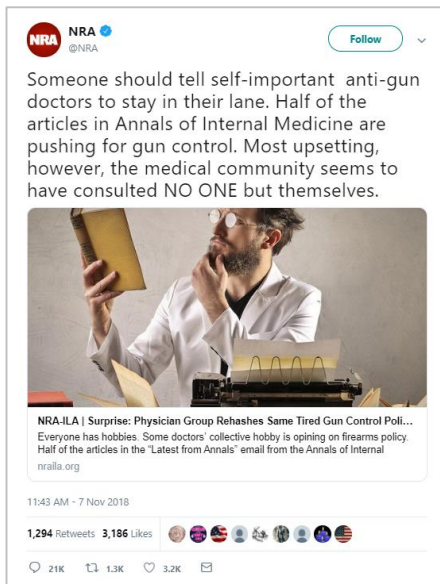 NRA
NRA
@NRA
Follow
Someone should tell self-important anti-gun
doctors to stay in their lane. Half of the
articles in Annals of Internal Medicine are
pushing for gun control. Most upsetting,
however, the medical community seems to
have consulted NO ONE but themselves.
NRA-ILA | Surprise: Physician Group Rehashes Same Tired Gun Control Poli...
Everyone has hobbies. Some doctors' collective hobby is opining on firearms policy.
Half of the articles in the "Latest from Annals" email from the Annals of Internal
nraila.org
11:43 AM - 7 Nov 2018
1,294 Retweets 3,186 Likes
21K 1.3K 3.2K